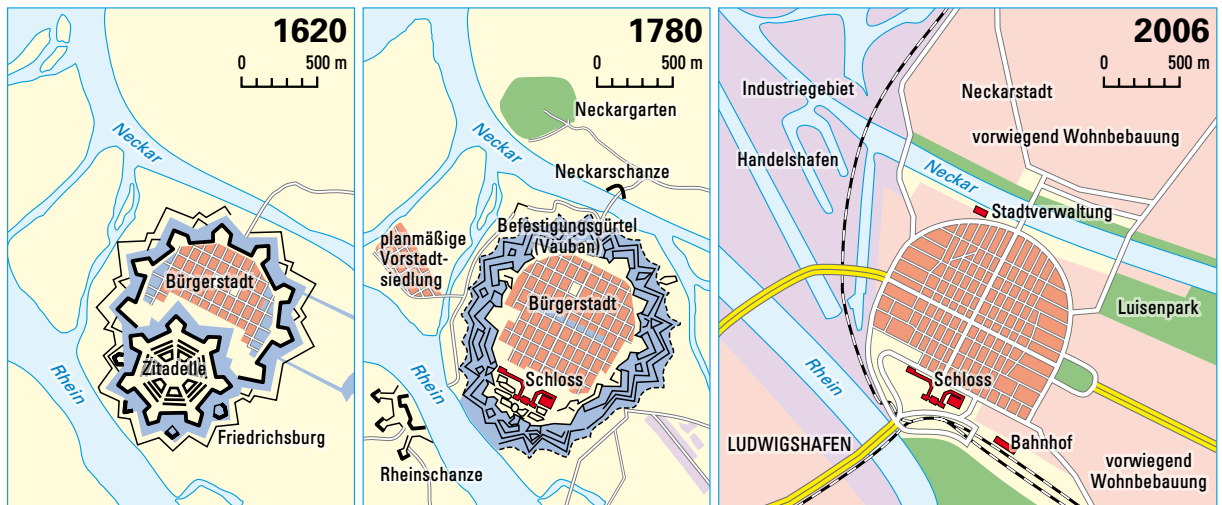 1620
0 500 m
Neckar
Bürgerstadt
Zitadelle
Rhein
Friedrichsburg
1780
0 500 m
Neckargarten
Neckar
Neckarschanze
Befestigungsgürtel
(Vauban)
planmäßige
Vorstadt-
siedlung
Bürgerstadt
Schloss
Rhein
Rheinschanze
2006
0 500 m
Industriegebiet
Neckarstadt
vorwiegend Wohnbebauung
Handelshafen
Neckar
Stadtverwaltung
Luisenpark
Rhein
Schloss
LUDWIGSHAFEN
Bahnhof
vorwiegend
Wohnbebauung